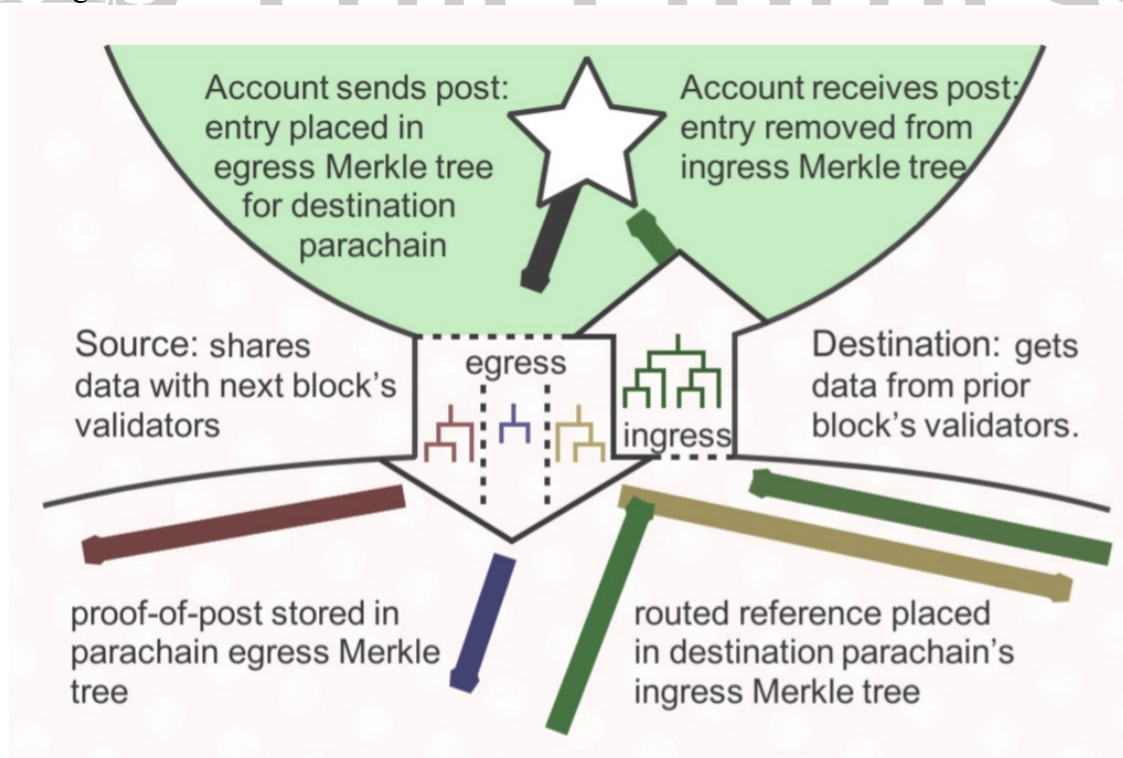 Account sends post:
entry placed in
egress Merkle tree
for destination
parachain
Account receives post:
entry removed from
ingress Merkle tree
Source: shares
data with next block's
validators
egress
ingress
Destination: gets
data from prior
block's validators.
proof-of-post stored in
parachain egress Merkle
tree
routed reference placed
in destination parachain's
ingress Merkle tree